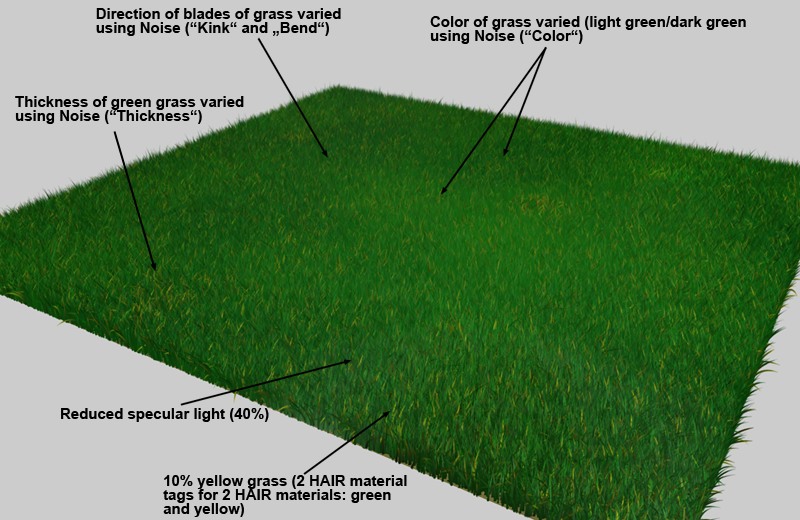 Direction of blades of grass varied
using Noise (“Kink“ and „Bend“)
Color of grass varied (light green/dark green
using Noise (“Color“)
Thickness of green grass varied
using Noise (“Thickness“)
Reduced specular light (40%)
10% yellow grass (2 HAIR material
tags for 2 HAIR materials: green
and yellow)